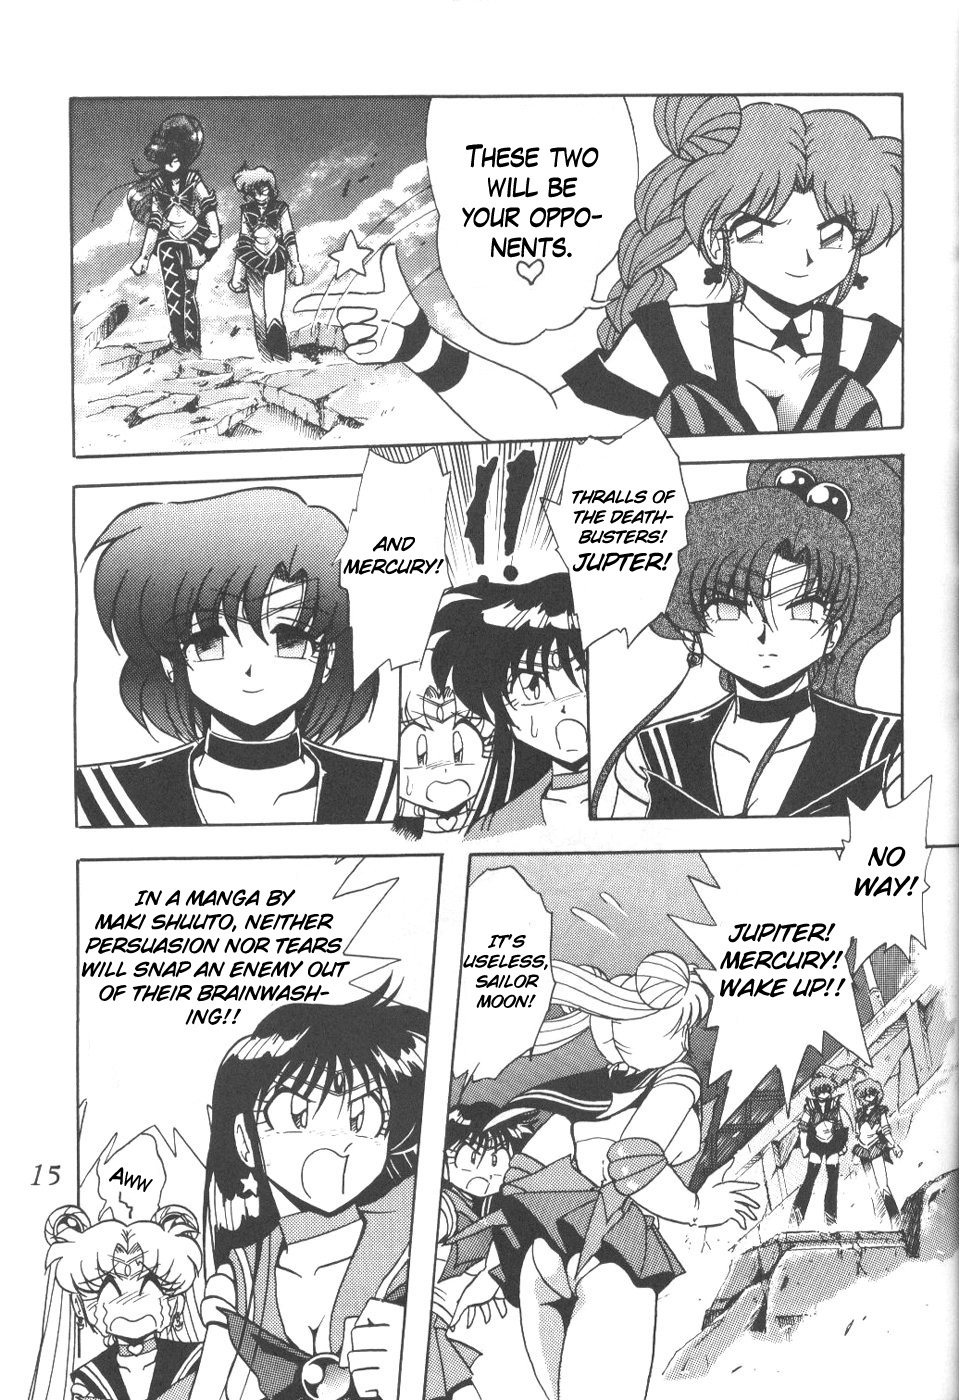 THESE TWO
WILL BE
YOUR OPPO-
NENTS.
♡
THRALLS OF
THE DEATH-
BUSTERS!
JUPTER!
AND
MERCURY!
!!
NO
WAY!
JUPITER!
MERCURY!
WAKE UP!!
IT'S
USELESS,
SAILOR
MOON!
IN A MANGA BY
MAKI SHUUTO, NEITHER
PERSUASION NOR TEARS
WILL SNAP AN ENEMY OUT
OF THEIR BRAINWASH-
ING!!
AWW
15